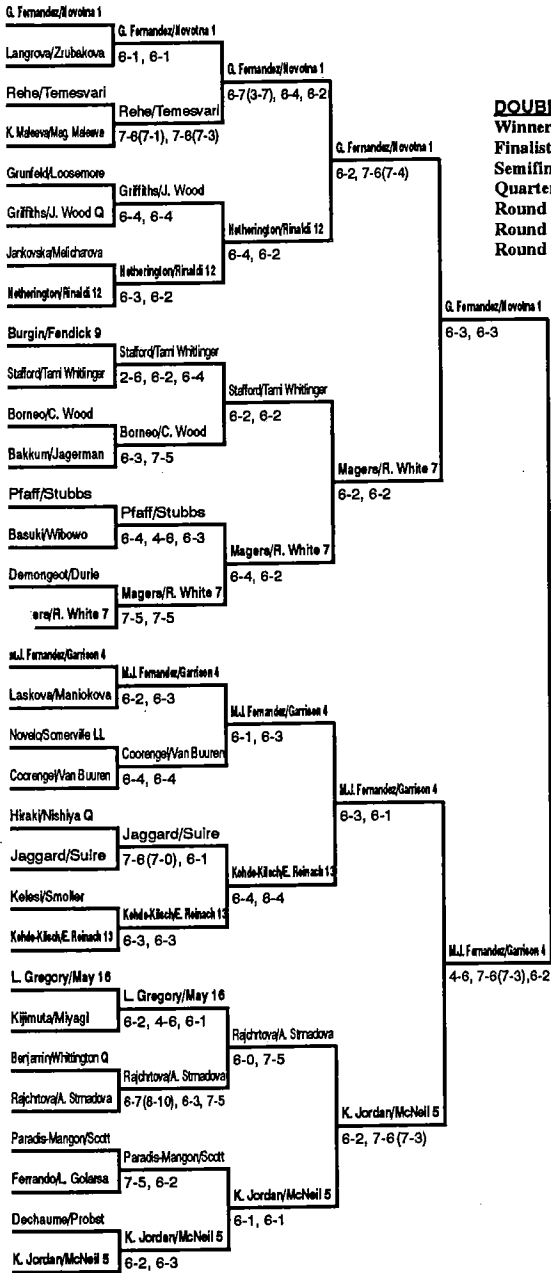 G. Fernandez/Novotna 1
Langrova/Zrubakova
Rehe/Temesvari
K. Maleeva/Mag. Maleeva
Grunfeld/Loosemore
Griffiths/J. Wood Q
Jankovska/Melicharova
Hetherington/Rinaldi 12
Burgin/Fendick 9
Stafford/Tami Whitlinger
Borneo/C. Wood
Bakkum/Jagerman
Pfaff/Stubbs
Basuki/Wibowo
Demongeot/Durie
ers/R. White 7
M.J. Fernandez/Garrison 4
Laskova/Maniokova
Novelo/Somerville LL
Coorengel/Van Buuren
Hiraki/Nishiya Q
Jaggard/Suire
Kelesi/Smoller
Kohde-Kilsch/E. Reinach 13
L. Gregory/May 16
Kijimuta/Miyagi
Benjamin/Whittington Q
Rajchrtova/A. Strnadova
Paradis-Mangon/Scott
Ferrando/L. Golarsa
Dechaume/Probst
K. Jordan/McNeil 5
G. Fernandez/Novotna 1
6-1, 6-1
Rehe/Temesvari
7-6(7-1), 7-6(7-3)
Griffiths/J. Wood
6-4, 6-4
Hetherington/Rinaldi 12
6-3, 6-2
Stafford/Tami Whitlinger
2-6, 6-2, 6-4
Borneo/C. Wood
6-3, 7-5
Pfaff/Stubbs
6-4, 4-6, 6-3
Magers/R. White 7
7-5, 7-5
M.J. Fernandez/Garrison 4
6-2, 6-3
Coorengel/Van Buuren
6-4, 6-4
Jaggard/Suire
7-6(7-0), 6-1
Kohde-Kilsch/E. Reinach 13
6-3, 6-3
L. Gregory/May 16
6-2, 4-6, 6-1
Rajchrtova/A. Strnadova
6-7(8-10), 6-3, 7-5
Paradis-Mangon/Scott
7-5, 6-2
K. Jordan/McNeil 5
6-2, 6-3
G. Fernandez/Novotna 1
6-7(3-7), 6-4, 6-2
Hetherington/Rinaldi 12
6-4, 6-2
Stafford/Tami Whitlinger
6-2, 6-2
Magers/R. White 7
6-4, 6-2
M.J. Fernandez/Garrison 4
6-1, 6-3
Kohde-Kilsch/E. Reinach 13
6-4, 6-4
Rajchrtova/A. Strnadova
6-0, 7-5
K. Jordan/McNeil 5
6-1, 6-1
G. Fernandez/Novotna 1
6-2, 7-6(7-4)
Magers/R. White 7
6-2, 6-2
M.J. Fernandez/Garrison 4
6-3, 6-1
K. Jordan/McNeil 5
6-2, 7-6(7-3)
G. Fernandez/Novotna 1
6-3, 6-3
M.J. Fernandez/Garrison 4
4-6, 7-6(7-3),6-2
DOUBL
Winner
Finalist
Semifin
Quarter
Round
Round
Round